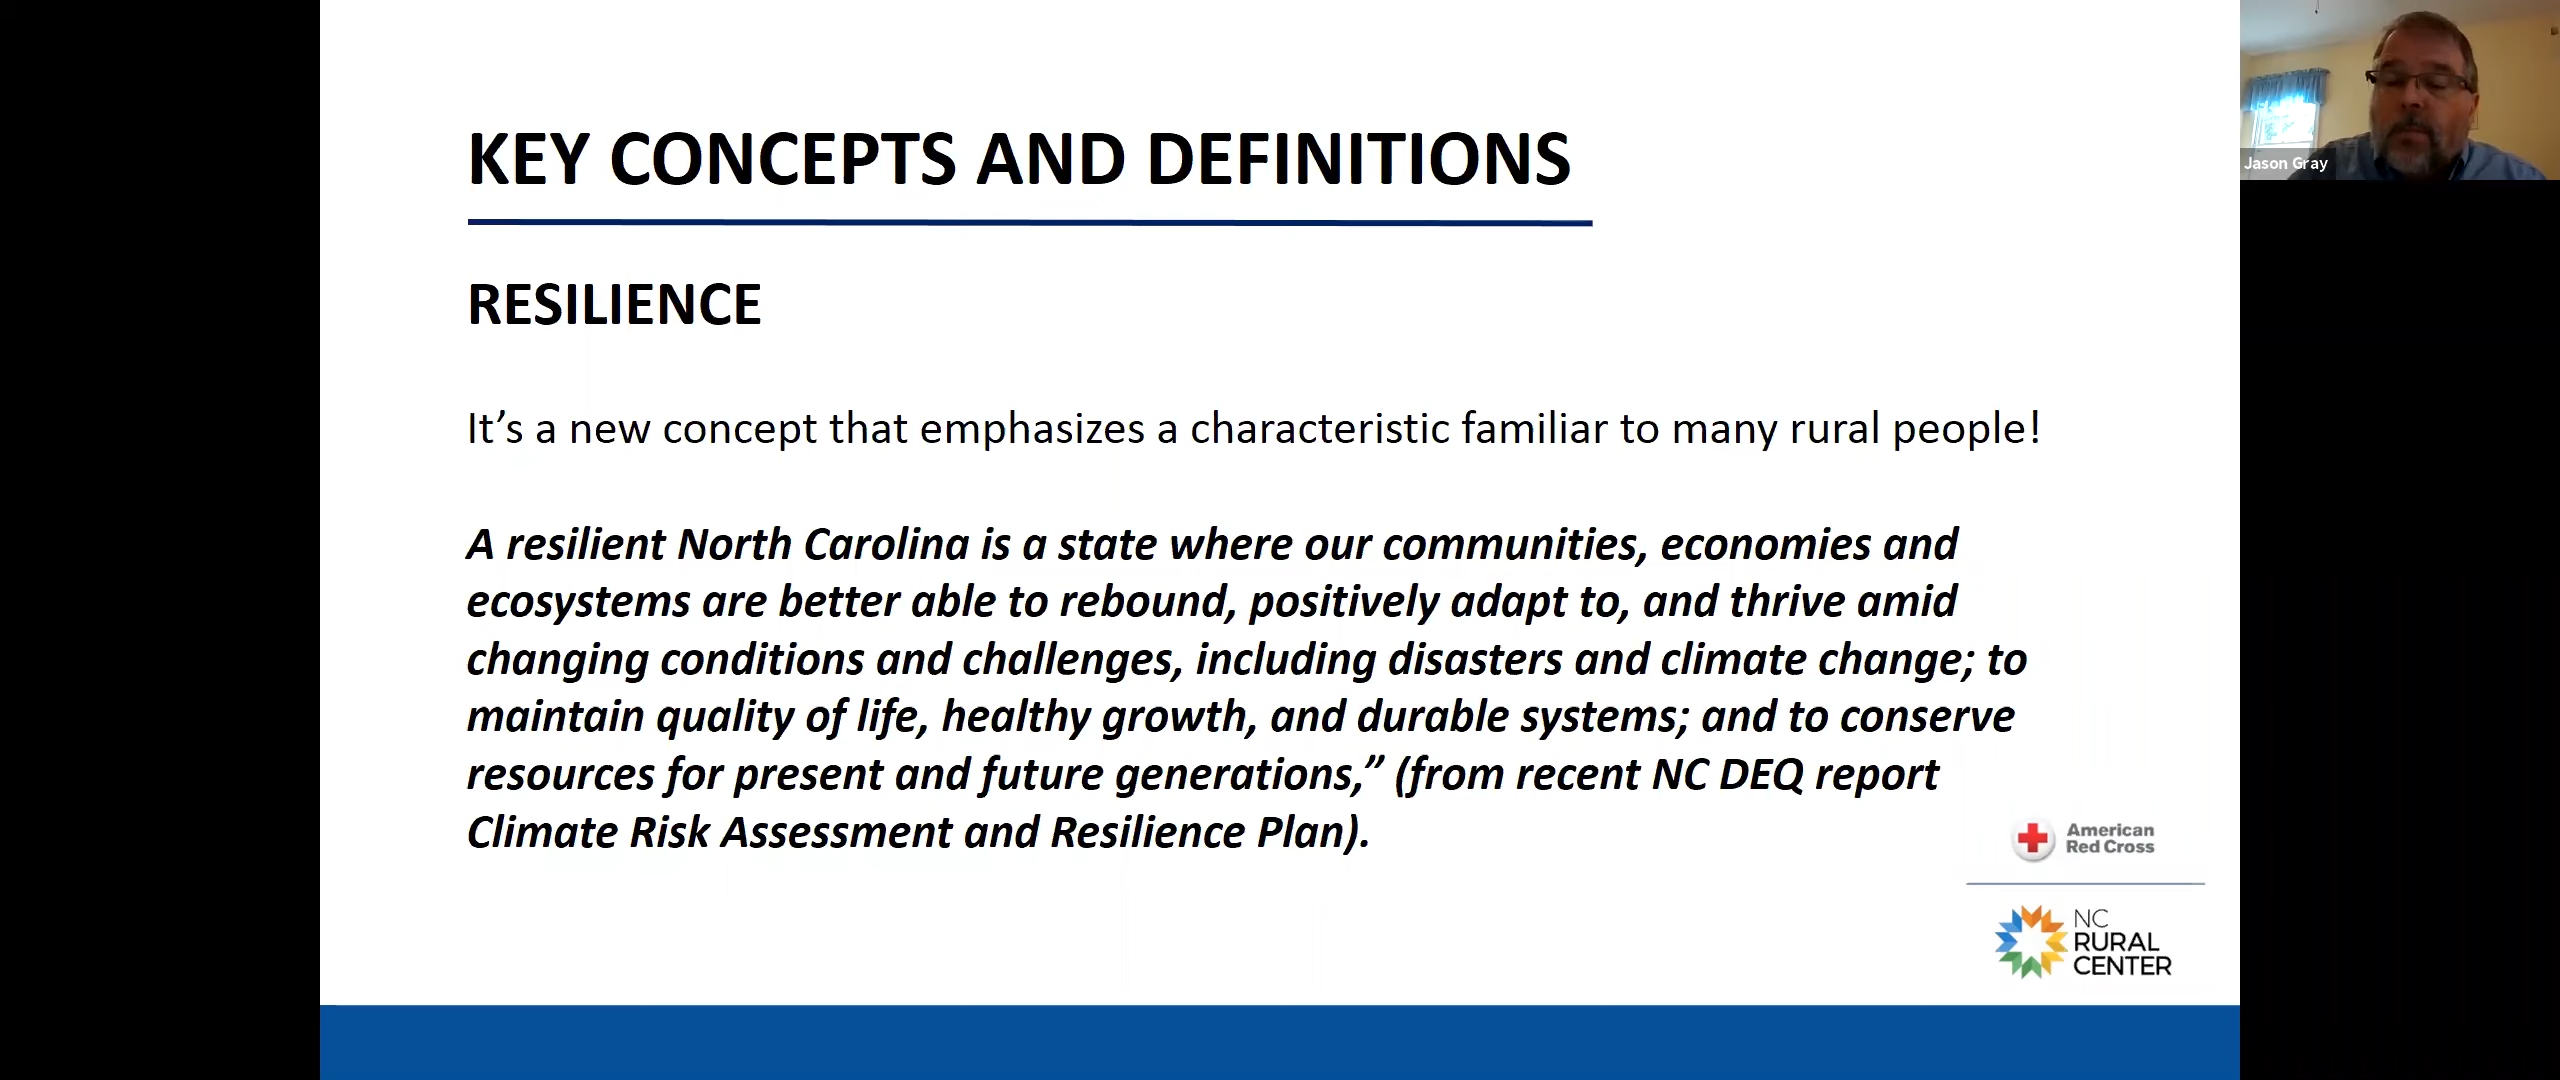 KEY CONCEPTS AND DEFINITIONS
RESILIENCE
It’s a new concept that emphasizes a characteristic familiar to many rural people!
A resilient North Carolina is a state where our communities, economies and
ecosystems are better able to rebound, positively adapt to, and thrive amid
changing conditions and challenges, including disasters and climate change; to
maintain quality of life, healthy growth, and durable systems; and to conserve
resources for present and future generations,” (from recent NC DEQ report
Climate Risk Assessment and Resilience Plan).
American
Red Cross
NC
RURAL
CENTER
Jason Gray